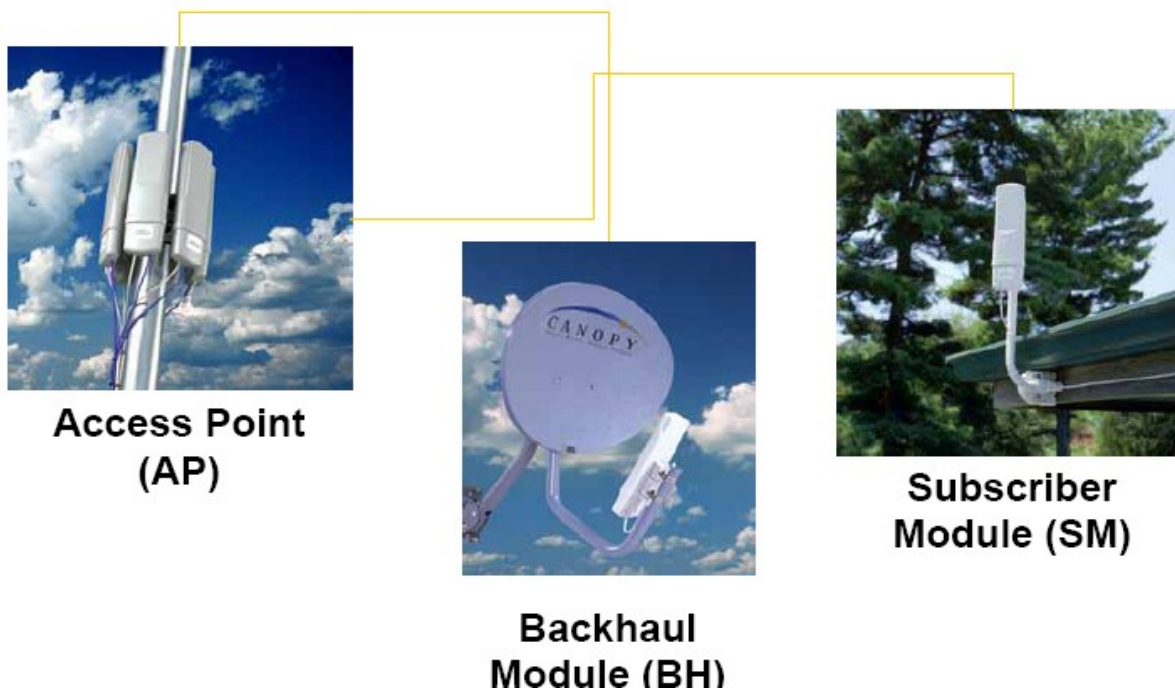 Access Point
(AP)
CANOPY
Backhaul
Module (BH)
Subscriber
Module (SM)